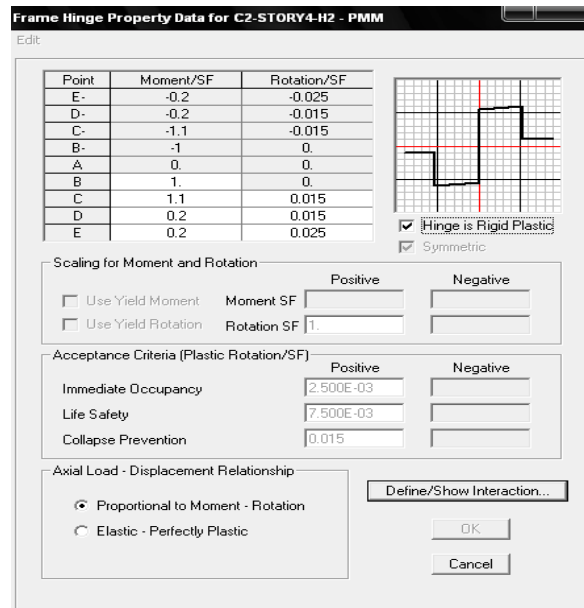 Frame Hinge Property Data for C2-STORY4-H2 - PMM
Edit
Point Moment/SF Rotation/SF
E- -0.2 -0.025
D- -0.2 -0.015
C- -1.1 -0.015
B- -1 0.
A 0. 0.
B 1. 0.
C 1.1 0.015
D 0.2 0.015
E 0.2 0.025
Hinge is Rigid Plastic
Symmetric
Scaling for Moment and Rotation
Positive Negative
Use Yield Moment Moment SF
Use Yield Rotation Rotation SF 1.
Acceptance Criteria (Plastic Rotation/SF)
Positive Negative
Immediate Occupancy 2.500E-03
Life Safety 7.500E-03
Collapse Prevention 0.015
Axial Load - Displacement Relationship
Proportional to Moment - Rotation
Elastic - Perfectly Plastic
Define/Show Interaction...
OK
Cancel